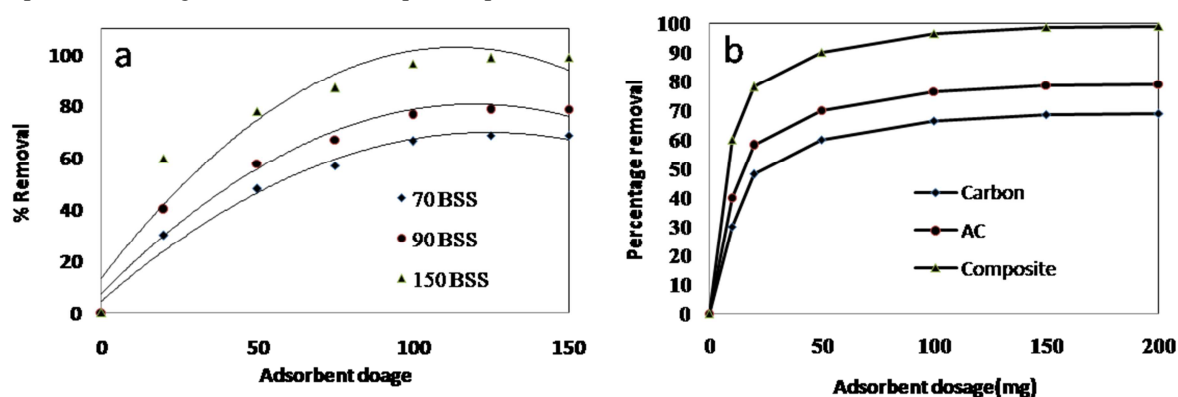 a
100
80
60
40
20
0
% Removal
70 BSS
90 BSS
150 BSS
0 50 100 150
Adsorbent doage
b
100
90
80
70
60
50
40
30
20
10
0
Percentage removal
Carbon
AC
Composite
0 50 100 150 200
Adsorbent dosage(mg)